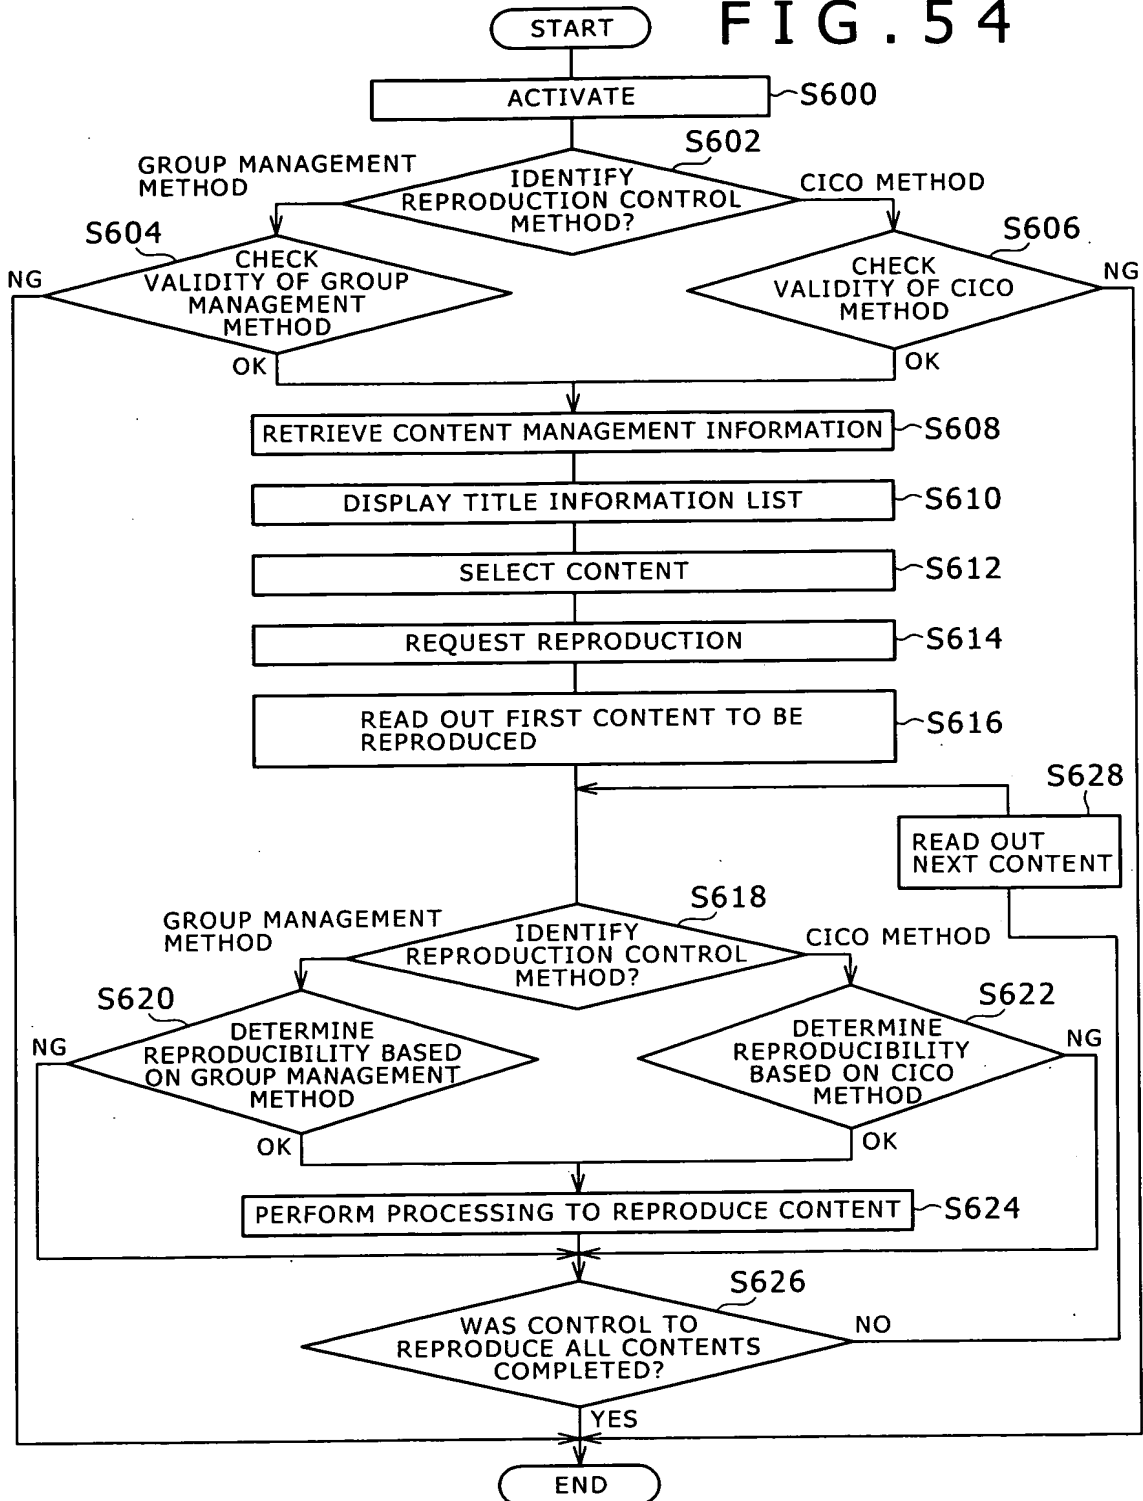 FIG.54
START
ACTIVATE
S600
S602
GROUP MANAGEMENT
METHOD
IDENTIFY
REPRODUCTION CONTROL
METHOD?
CICO METHOD
S604
S606
NG
CHECK
VALIDITY OF GROUP
MANAGEMENT
METHOD
CHECK
VALIDITY OF CICO
METHOD
NG
OK
OK
RETRIEVE CONTENT MANAGEMENT INFORMATION
S608
DISPLAY TITLE INFORMATION LIST
S610
SELECT CONTENT
S612
REQUEST REPRODUCTION
S614
READ OUT FIRST CONTENT TO BE
REPRODUCED
S616
S628
READ OUT
NEXT CONTENT
S618
GROUP MANAGEMENT
METHOD
IDENTIFY
REPRODUCTION CONTROL
METHOD?
CICO METHOD
S620
S622
NG
DETERMINE
REPRODUCIBILITY BASED
ON GROUP MANAGEMENT
METHOD
DETERMINE
REPRODUCIBILITY
BASED ON CICO
METHOD
NG
OK
OK
PERFORM PROCESSING TO REPRODUCE CONTENT
S624
S626
WAS CONTROL TO
REPRODUCE ALL CONTENTS
COMPLETED?
NO
YES
END